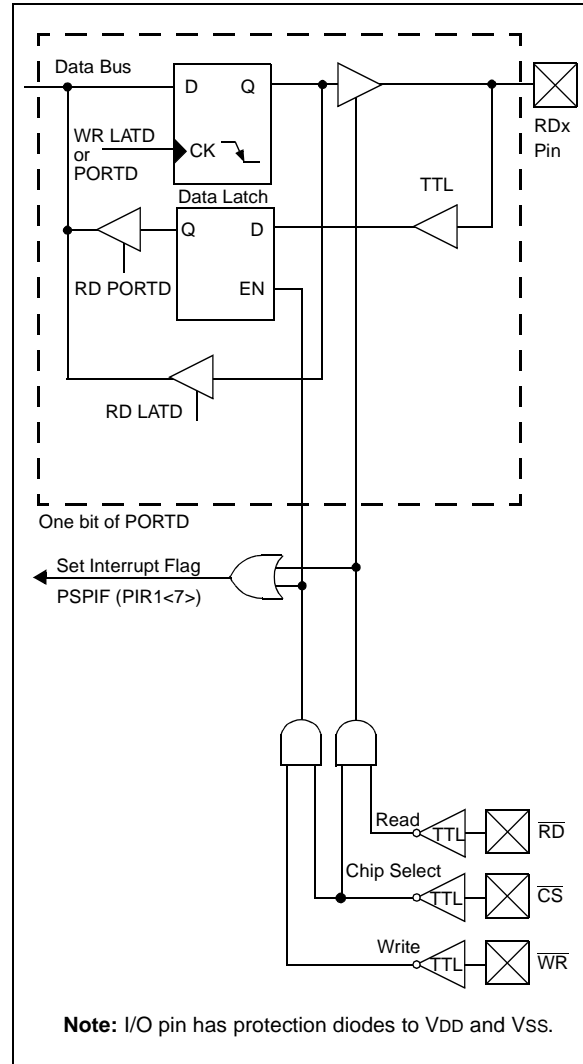 Data Bus
D Q
WR LATD
or
PORTD
CK
RDx
Pin
Data Latch
TTL
Q D
EN
RD PORTD
RD LATD
One bit of PORTD
Set Interrupt Flag
PSPIF (PIR1<7>)
Read
TTL
RD
Chip Select
TTL
CS
Write
TTL
WR
Note: I/O pin has protection diodes to VDD and VSS.